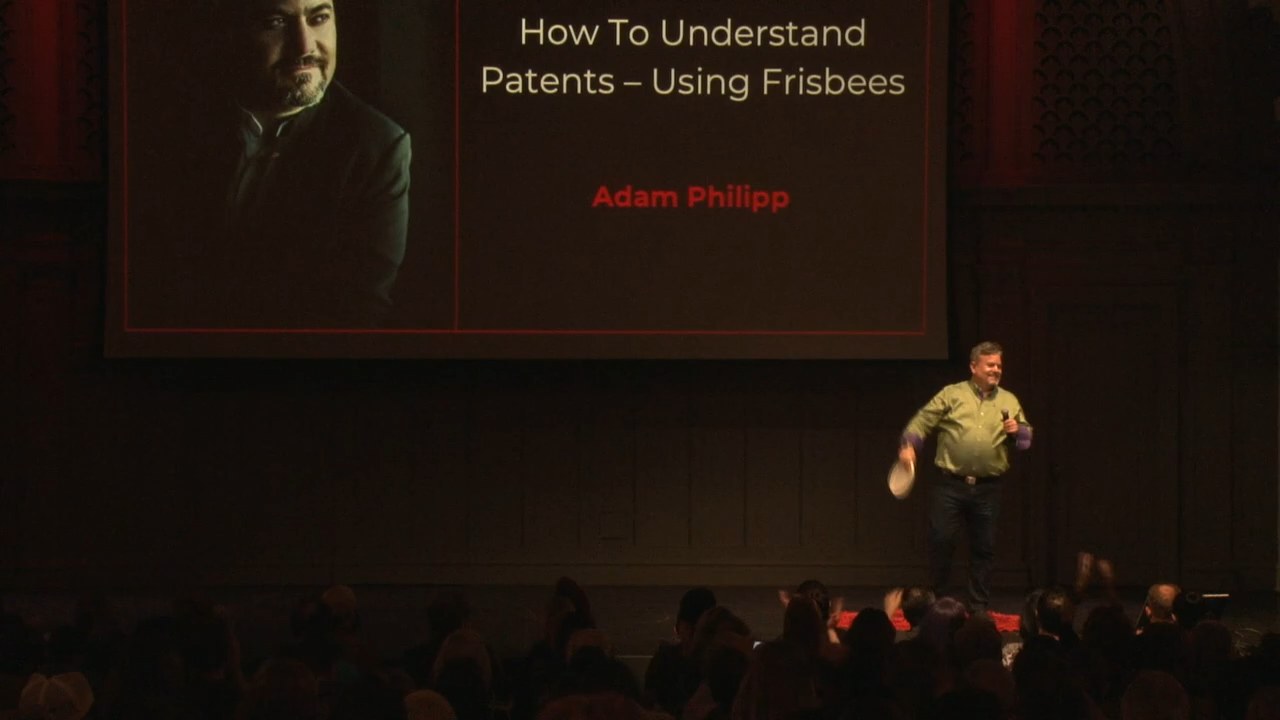 How To Understand
Patents – Using Frisbees
Adam Philipp